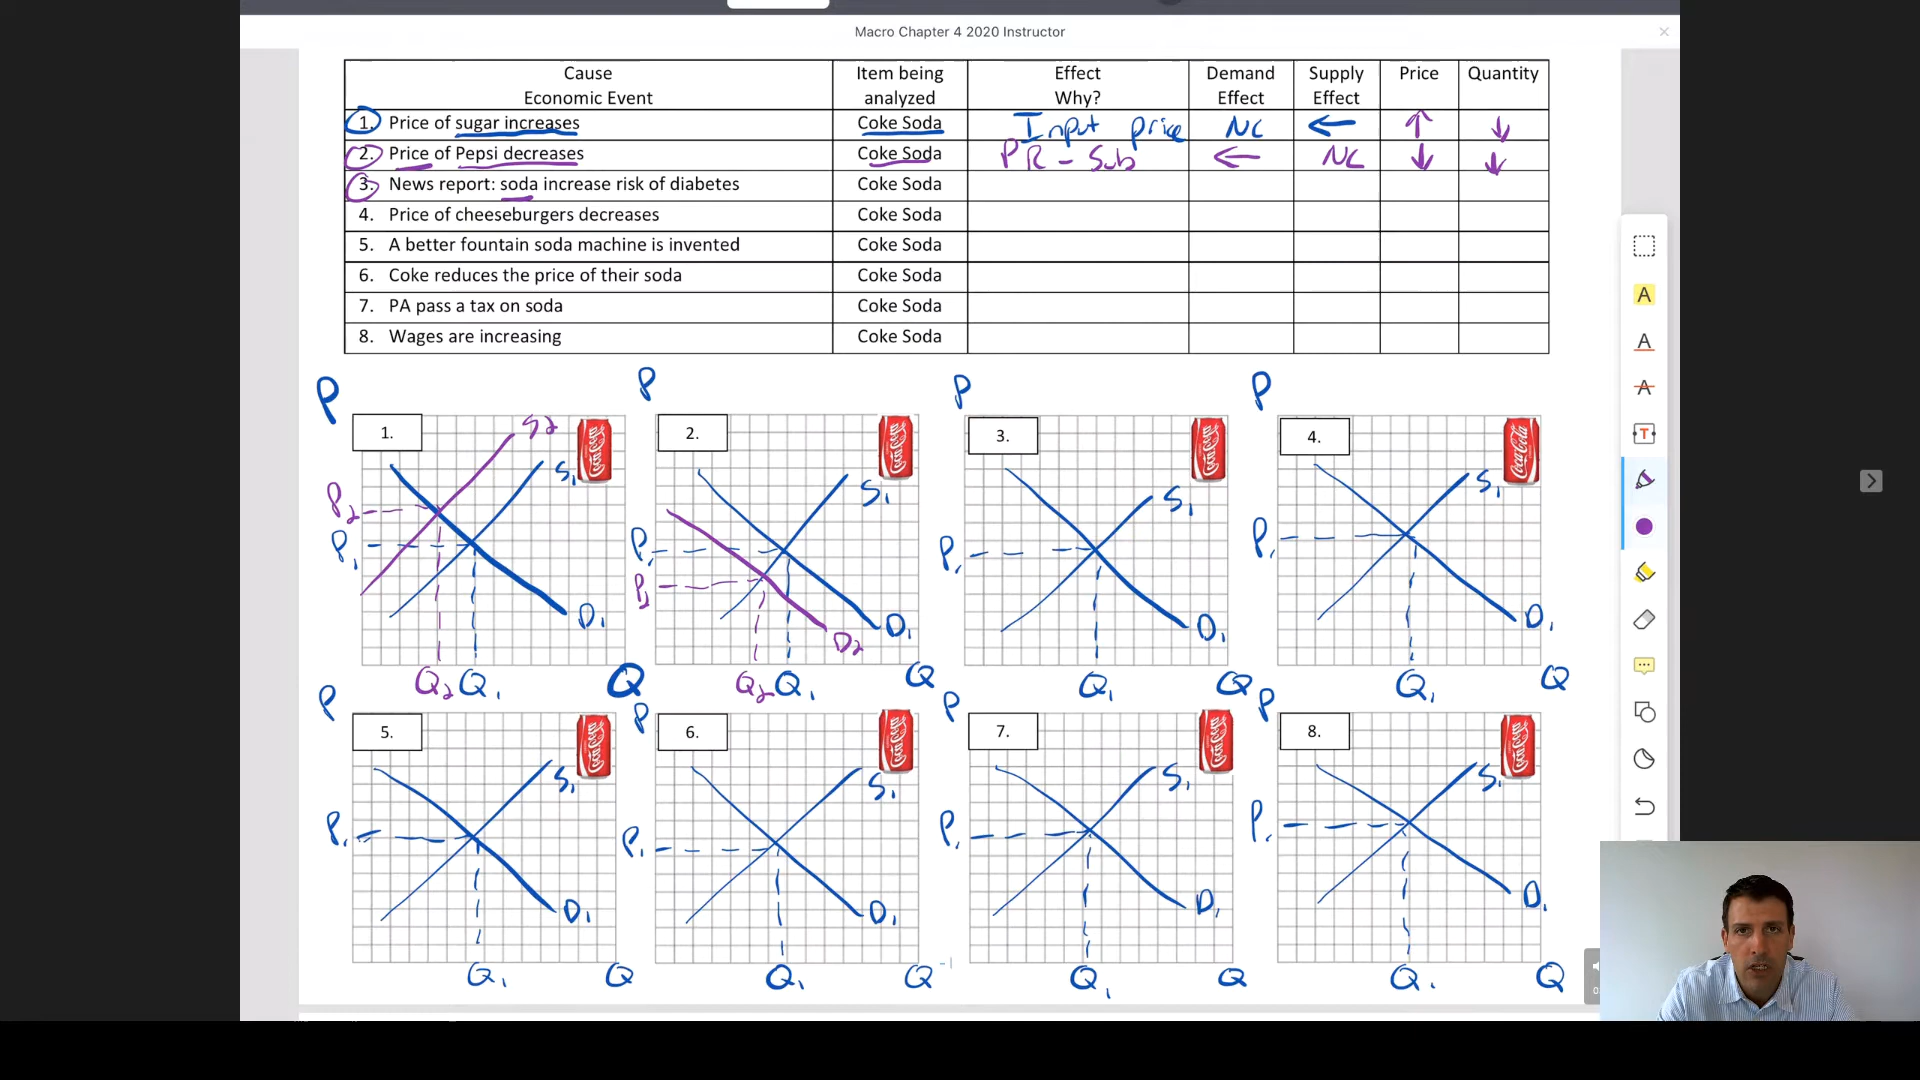 Macro Chapter 4 2020 Instructor
Cause Economic Event Item being analyzed Effect Why? Demand Effect Supply Effect Price Quantity
1. Price of sugar increases Coke Soda Input price NC ← ↑ ↓
2. Price of Pepsi decreases Coke Soda PR - Sub ← NC ↓ ↓
3. News report: soda increase risk of diabetes Coke Soda
4. Price of cheeseburgers decreases Coke Soda
5. A better fountain soda machine is invented Coke Soda
6. Coke reduces the price of their soda Coke Soda
7. PA pass a tax on soda Coke Soda
8. Wages are increasing Coke Soda
P P P P
1. S2 2. 3. 4. Coca-Cola
S1 S1 S1 S1
P2
P1 P1 P1 P1
P2
D1 D1 D2 D1 D1
Q2 Q1 Q Q2 Q1 Q Q1 Q Q1 Q
P P P P
5. 6. 7. 8.
S1 S1 S1 S1
P1 P1 P1 P1
D1 D1 D1 D1
Q1 Q Q1 Q Q1 Q Q1 Q
A
A
A
T